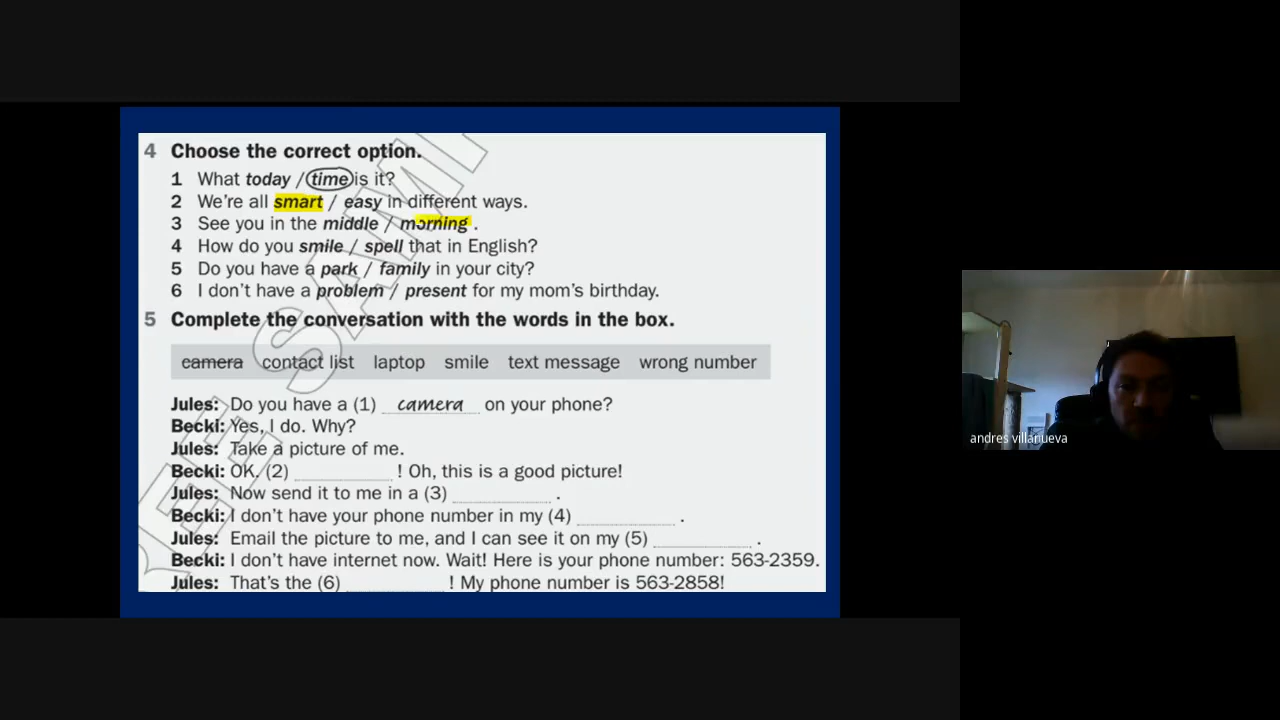 4 Choose the correct option.
1 What today / time is it?
2 We're all smart / easy in different ways.
3 See you in the middle / morning .
4 How do you smile / spell that in English?
5 Do you have a park / family in your city?
6 I don't have a problem / present for my mom's birthday.
5 Complete the conversation with the words in the box.
camera contact list laptop smile text message wrong number
Jules: Do you have a (1) camera on your phone?
Becki: Yes, I do. Why?
Jules: Take a picture of me.
Becki: OK. (2) ! Oh, this is a good picture!
Jules: Now send it to me in a (3) .
Becki: I don't have your phone number in my (4) .
Jules: Email the picture to me, and I can see it on my (5) .
Becki: I don't have internet now. Wait! Here is your phone number: 563-2359.
Jules: That's the (6) ! My phone number is 563-2858!
andres villanueva